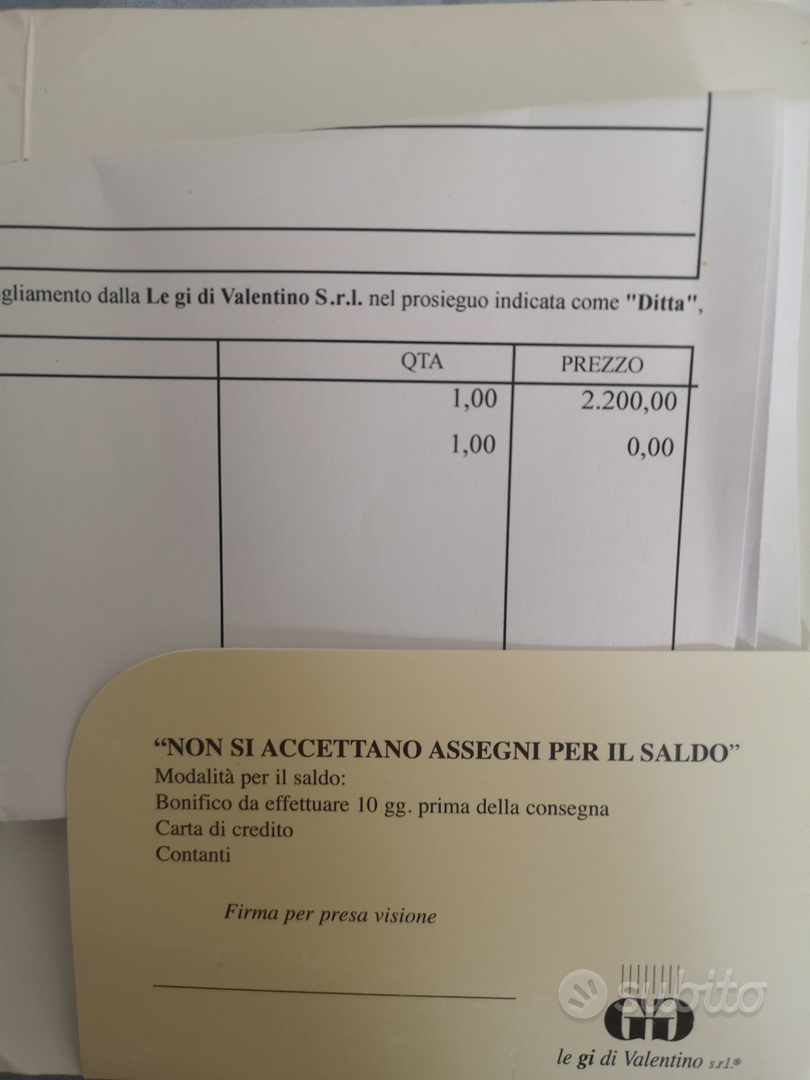 gliamento dalla Le gi di Valentino S.r.l. nel prosieguo indicata come "Ditta",
QTA PREZZO
1,00 2.200,00
1,00 0,00
“NON SI ACCETTANO ASSEGNI PER IL SALDO”
Modalità per il saldo:
Bonifico da effettuare 10 gg. prima della consegna
Carta di credito
Contanti
Firma per presa visione
subito
GG
le gi di Valentino s.r.l.®